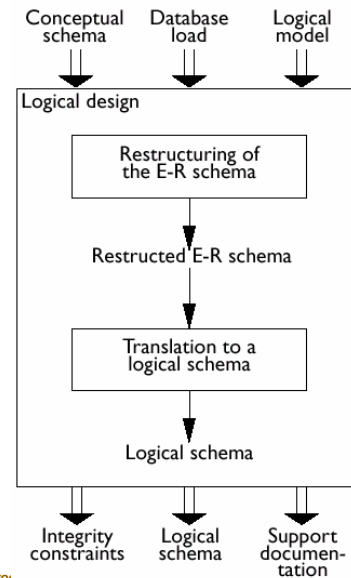 Conceptual Database Logical
schema load model
Logical design
Restructuring of
the E-R schema
Restructed E-R schema
Translation to a
logical schema
Logical schema
Integrity Logical Support
constraints schema documen-
tation